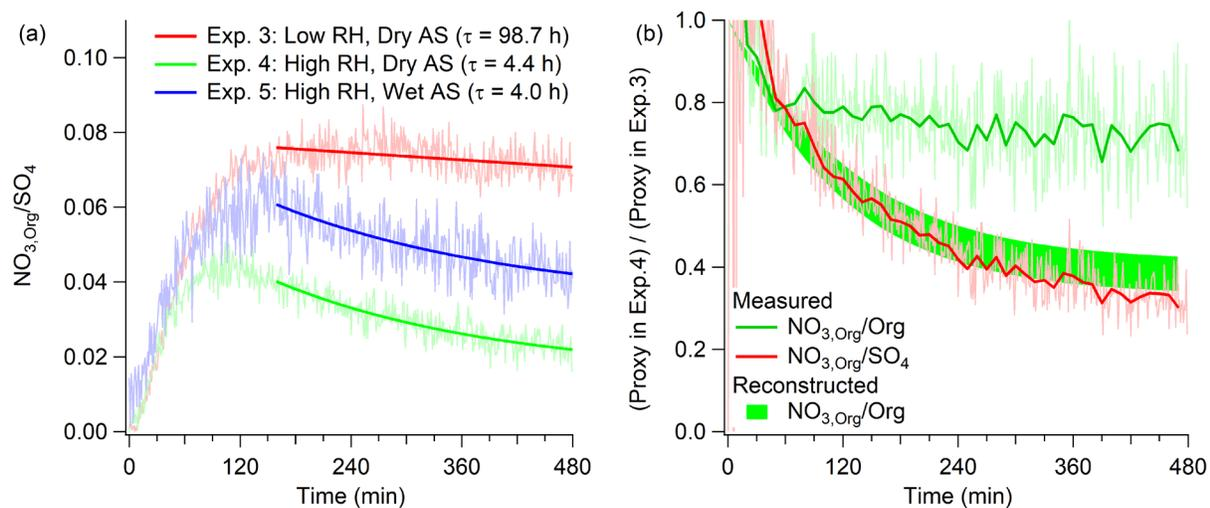 (a)
NO3,Org/SO4
0.10
0.08
0.06
0.04
0.02
0.00
Exp. 3: Low RH, Dry AS (τ = 98.7 h)
Exp. 4: High RH, Dry AS (τ = 4.4 h)
Exp. 5: High RH, Wet AS (τ = 4.0 h)
0 120 240 360 480
Time (min)
(b)
(Proxy in Exp.4) / (Proxy in Exp.3)
1.0
0.8
0.6
0.4
0.2
0.0
Measured
NO3,Org/Org
NO3,Org/SO4
Reconstructed
NO3,Org/Org
0 120 240 360 480
Time (min)